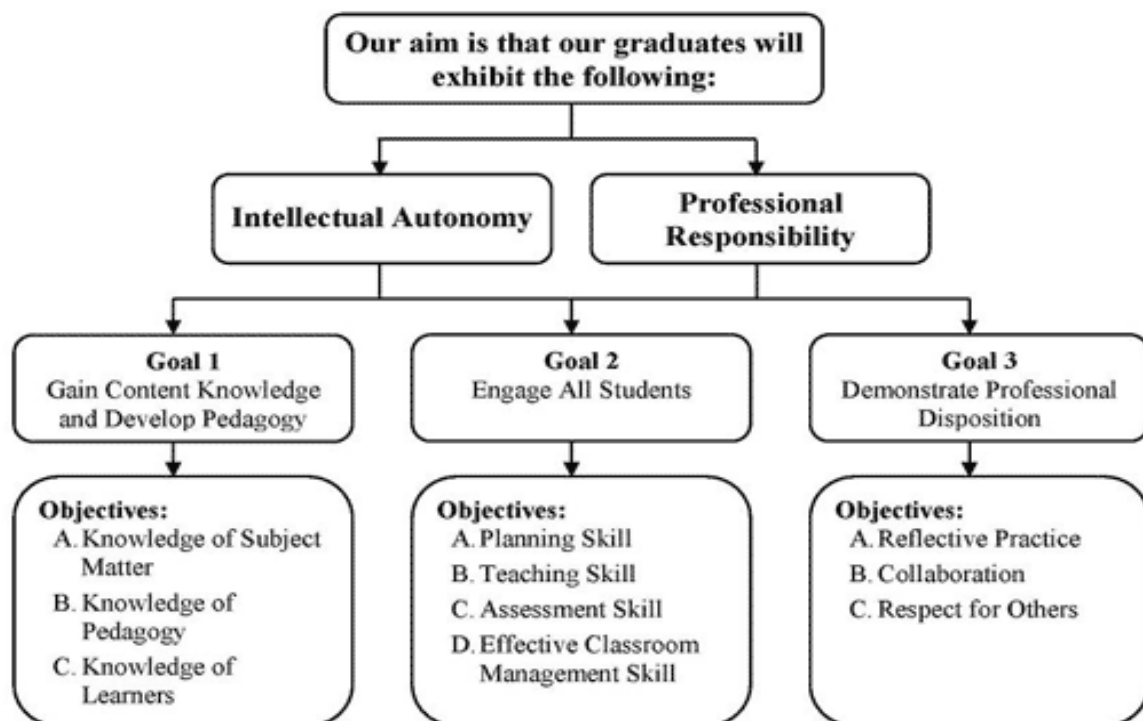 Our aim is that our graduates will
exhibit the following:
Intellectual Autonomy
Professional
Responsibility
Goal 1
Gain Content Knowledge
and Develop Pedagogy
Goal 2
Engage All Students
Goal 3
Demonstrate Professional
Disposition
Objectives:
A. Knowledge of Subject
Matter
B. Knowledge of
Pedagogy
C. Knowledge of
Learners
Objectives:
A. Planning Skill
B. Teaching Skill
C. Assessment Skill
D. Effective Classroom
Management Skill
Objectives:
A. Reflective Practice
B. Collaboration
C. Respect for Others